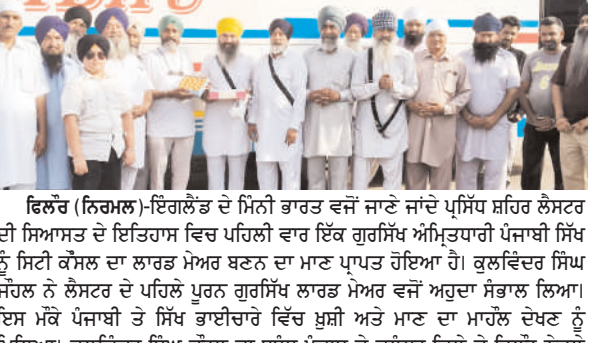 ਫਿਲੌਰ (ਨਿਰਮਲ)-ਇੰਗਲੈਂਡ ਦੇ ਮਿੰਨੀ ਭਾਰਤ ਵਜੋਂ ਜਾਣੇ ਜਾਂਦੇ ਪ੍ਰਸਿੱਧ ਸ਼ਹਿਰ ਲੈਸਟਰ
ਦੀ ਸਿਆਸਤ ਦੇ ਇਤਿਹਾਸ ਵਿਚ ਪਹਿਲੀ ਵਾਰ ਇੱਕ ਗੁਰਸਿੱਖ ਅੰਮ੍ਰਿਤਧਾਰੀ ਪੰਜਾਬੀ ਸਿੱਖ
ਨੂੰ ਸਿਟੀ ਕੌਂਸਲ ਦਾ ਲਾਰਡ ਮੇਅਰ ਬਣਨ ਦਾ ਮਾਣ ਪ੍ਰਾਪਤ ਹੋਇਆ ਹੈ। ਕੁਲਵਿੰਦਰ ਸਿੰਘ
ਜੌਹਲ ਨੇ ਲੈਸਟਰ ਦੇ ਪਹਿਲੇ ਪੂਰਨ ਗੁਰਸਿੱਖ ਲਾਰਡ ਮੇਅਰ ਵਜੋਂ ਅਹੁਦਾ ਸੰਭਾਲ ਲਿਆ।
ਇਸ ਮੌਕੇ ਪੰਜਾਬੀ ਤੇ ਸਿੱਖ ਭਾਈਚਾਰੇ ਵਿੱਚ ਖ਼ੁਸ਼ੀ ਅਤੇ ਮਾਣ ਦਾ ਮਾਹੌਲ ਦੇਖਣ ਨੂੰ